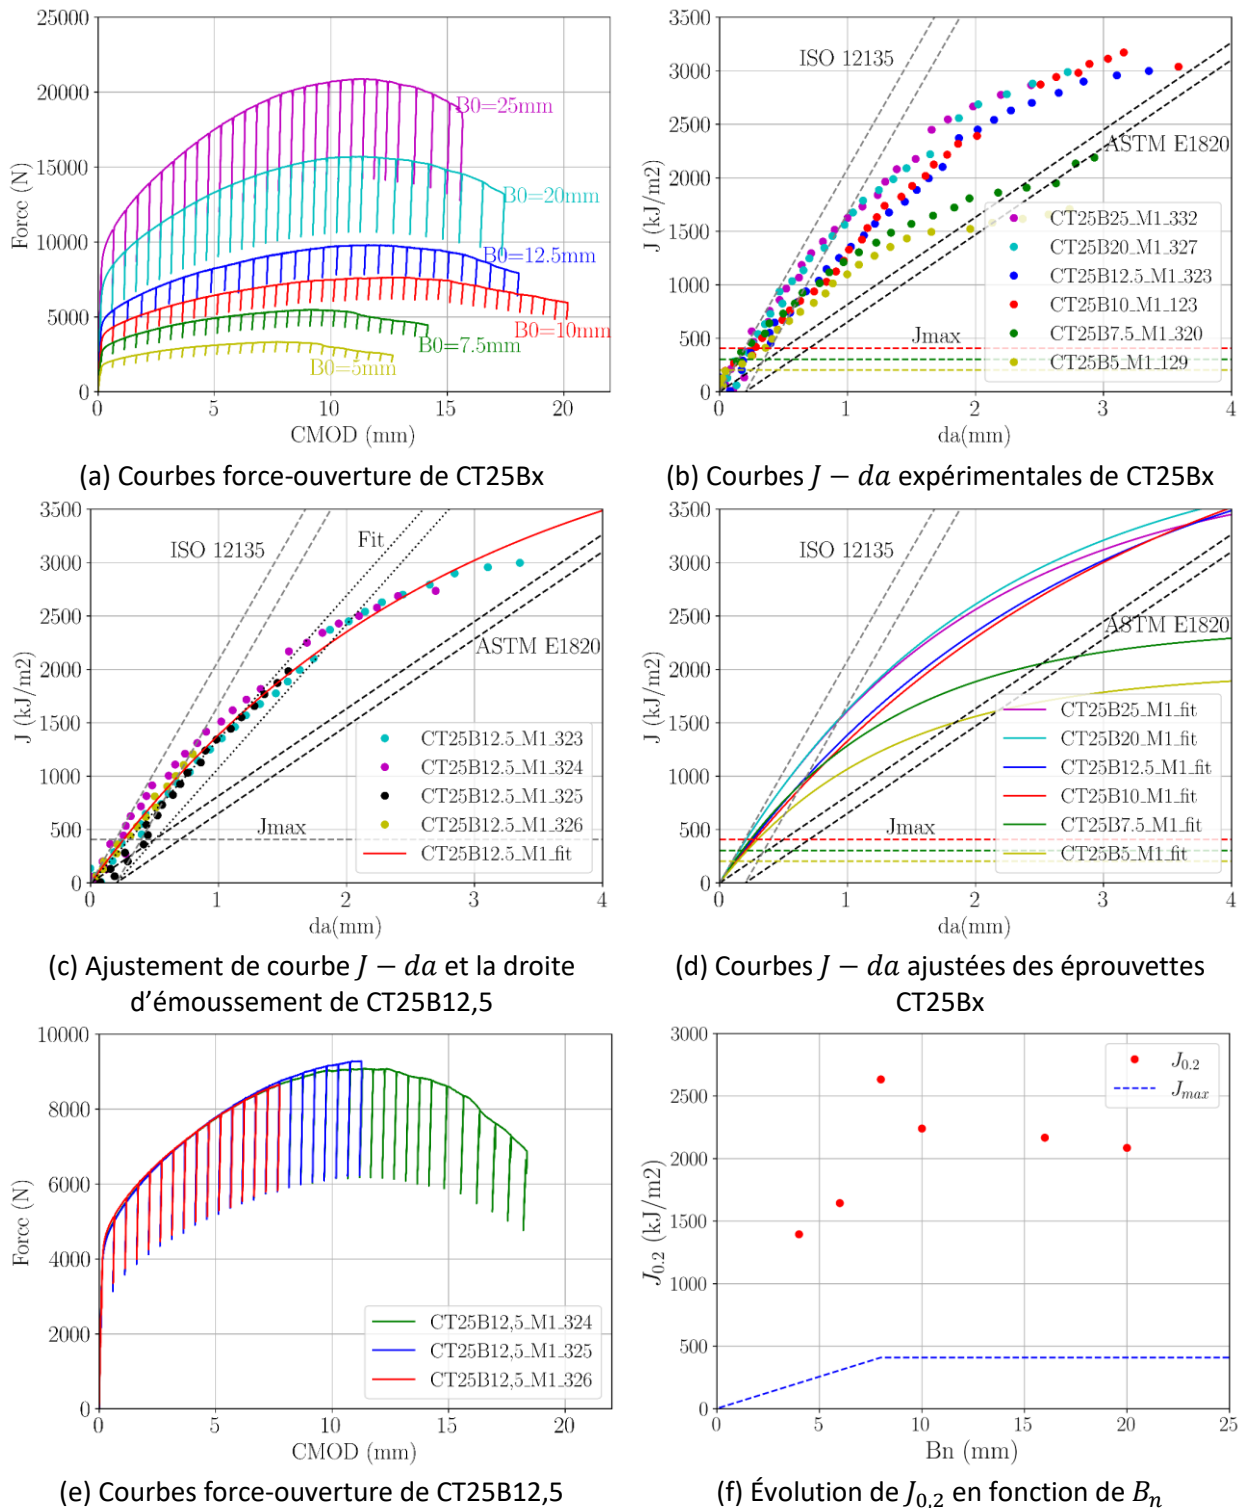 25000
20000
15000
10000
5000
0
Force (N)
B0=25mm
B0=20mm
B0=12.5mm
B0=10mm
B0=7.5mm
B0=5mm
0 5 10 15 20
CMOD (mm)
(a) Courbes force-ouverture de CT25Bx
3500
3000
2500
2000
1500
1000
500
0
J (kJ/m2)
ISO 12135
ASTM E1820
Jmax
CT25B25_M1_332
CT25B20_M1_327
CT25B12.5_M1_323
CT25B10_M1_123
CT25B7.5_M1_320
CT25B5_M1_129
0 1 2 3 4
da(mm)
(b) Courbes J − da expérimentales de CT25Bx
3500
3000
2500
2000
1500
1000
500
0
J (kJ/m2)
ISO 12135
Fit
ASTM E1820
Jmax
CT25B12.5_M1_323
CT25B12.5_M1_324
CT25B12.5_M1_325
CT25B12.5_M1_326
CT25B12.5_M1_fit
0 1 2 3 4
da(mm)
(c) Ajustement de courbe J − da et la droite
d'émoussement de CT25B12,5
3500
3000
2500
2000
1500
1000
500
0
J (kJ/m2)
ISO 12135
ASTM E1820
Jmax
CT25B25_M1_fit
CT25B20_M1_fit
CT25B12.5_M1_fit
CT25B10_M1_fit
CT25B7.5_M1_fit
CT25B5_M1_fit
0 1 2 3 4
da(mm)
(d) Courbes J − da ajustées des éprouvettes
CT25Bx
10000
8000
6000
4000
2000
0
Force (N)
CT25B12,5_M1_324
CT25B12,5_M1_325
CT25B12,5_M1_326
0 5 10 15 20
CMOD (mm)
(e) Courbes force-ouverture de CT25B12,5
3000
2500
2000
1500
1000
500
0
J0.2 (kJ/m2)
J0.2
Jmax
0 5 10 15 20 25
Bn (mm)
(f) Évolution de J0,2 en fonction de Bn